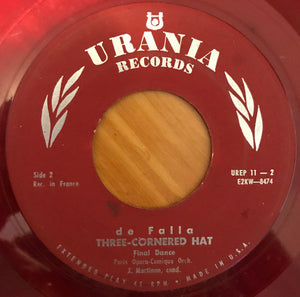 URANIA
RECORDS
Side 2
Rec. in France
UREP 11 — 2
E2KW—8474
de Falla
THREE-CORNERED HAT
Final Dance
Paris Opera-Comique Orch.
J. Martinon, cond.
EXTENDED PLAY 45 RPM • MADE IN U.S.A.